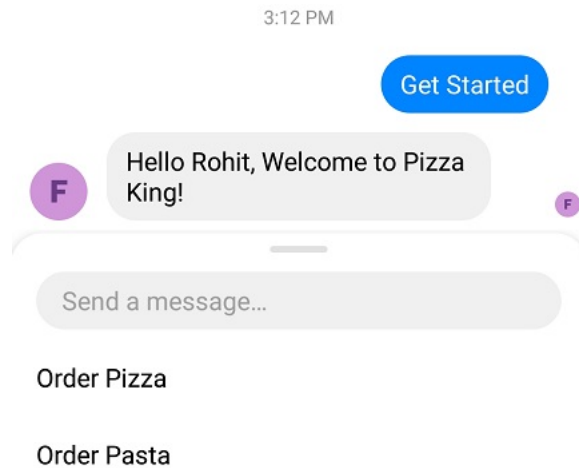 3:12 PM
Get Started
Hello Rohit, Welcome to Pizza
King!
F
F
Send a message...
Order Pizza
Order Pasta